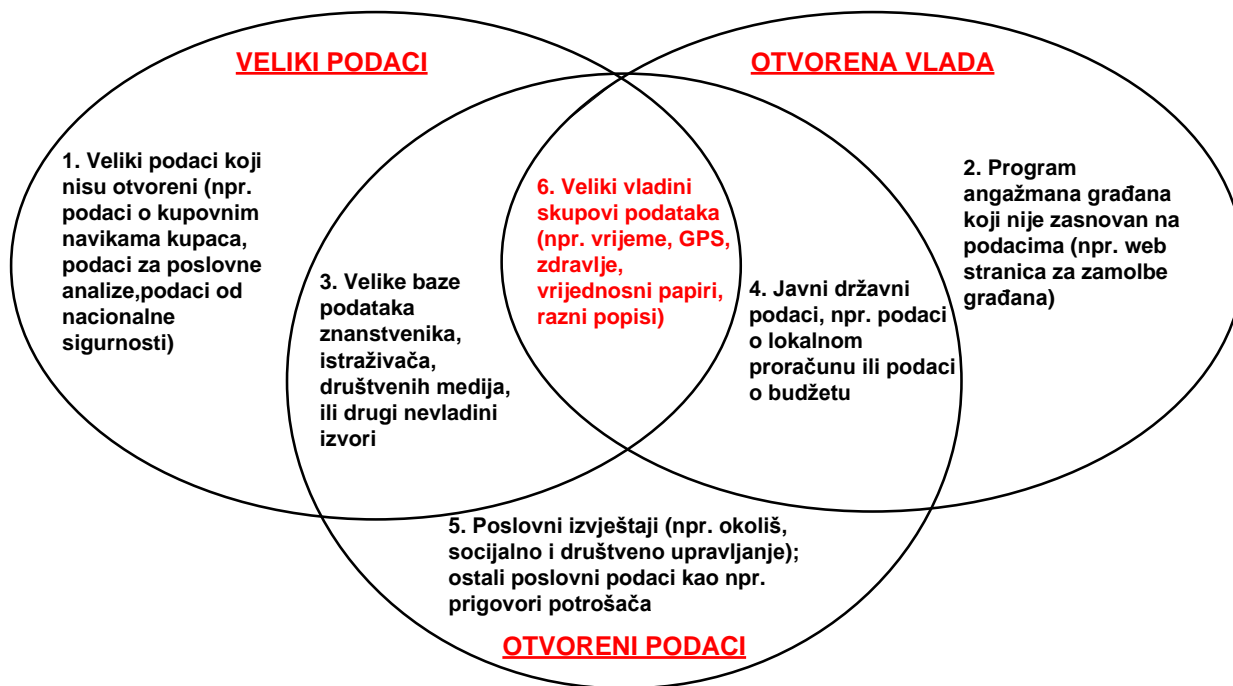 VELIKI PODACI
OTVORENA VLADA
1. Veliki podaci koji
nisu otvoreni (npr.
podaci o kupovnim
navikama kupaca,
podaci za poslovne
analize,podaci od
nacionalne
sigurnosti)
6. Veliki vladini
skupovi podataka
(npr. vrijeme, GPS,
zdravlje,
vrijednosni papiri,
razni popisi)
2. Program
angažmana građana
koji nije zasnovan na
podacima (npr. web
stranica za zamolbe
građana)
3. Velike baze
podataka
znanstvenika,
istraživača,
društvenih medija,
ili drugi nevladini
izvori
4. Javni državni
podaci, npr. podaci
o lokalnom
proračunu ili podaci
o budžetu
5. Poslovni izvještaji (npr. okoliš,
socijalno i društveno upravljanje);
ostali poslovni podaci kao npr.
prigovori potrošača
OTVORENI PODACI